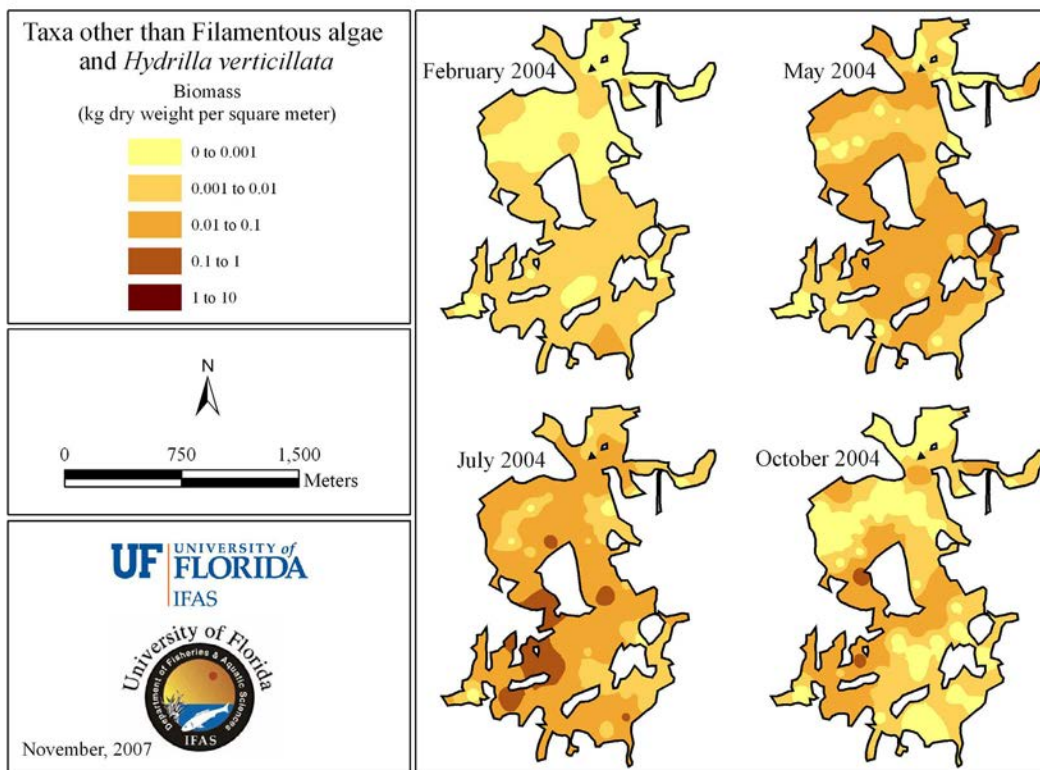 Taxa other than Filamentous algae
and Hydrilla verticillata
Biomass
(kg dry weight per square meter)
0 to 0.001
0.001 to 0.01
0.01 to 0.1
0.1 to 1
1 to 10
N
0 750 1,500
Meters
UF UNIVERSITY of
FLORIDA
IFAS
University of Florida
Department of Fisheries & Aquatic Sciences
IFAS
November, 2007
February 2004
May 2004
July 2004
October 2004